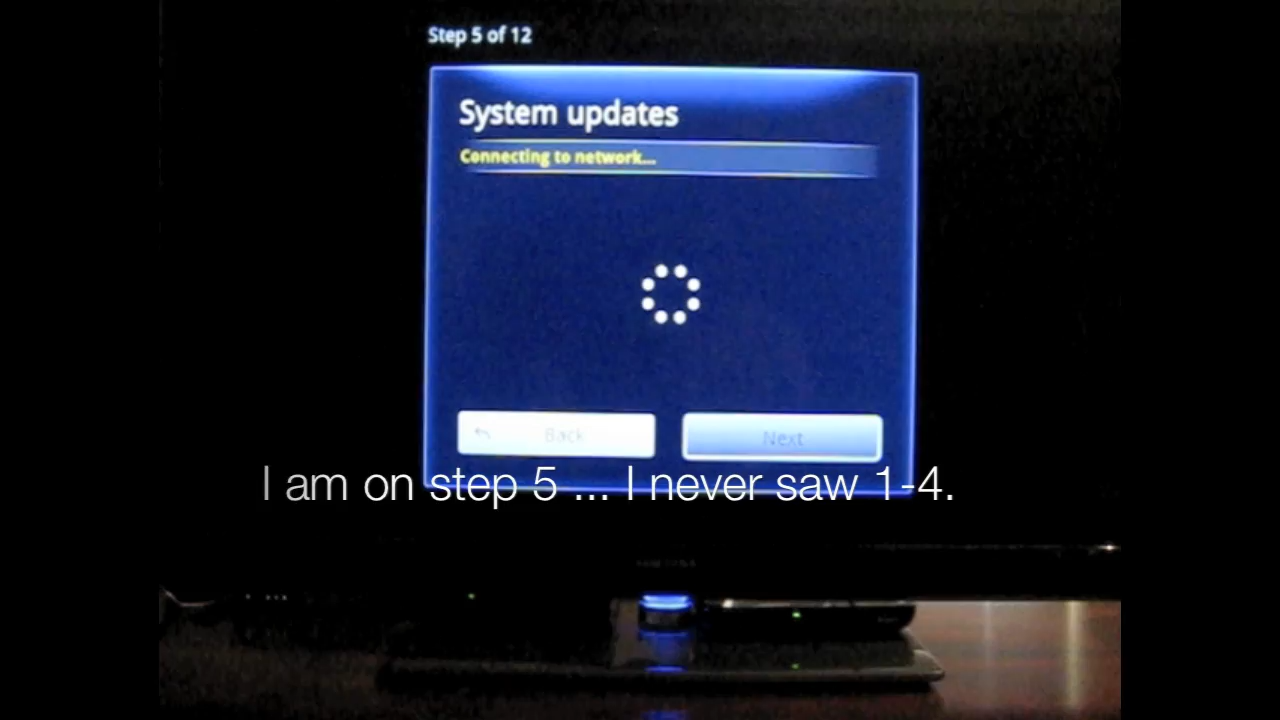 Step 5 of 12
System updates
Connecting to network...
Back
Next
I am on step 5 ... I never saw 1-4.